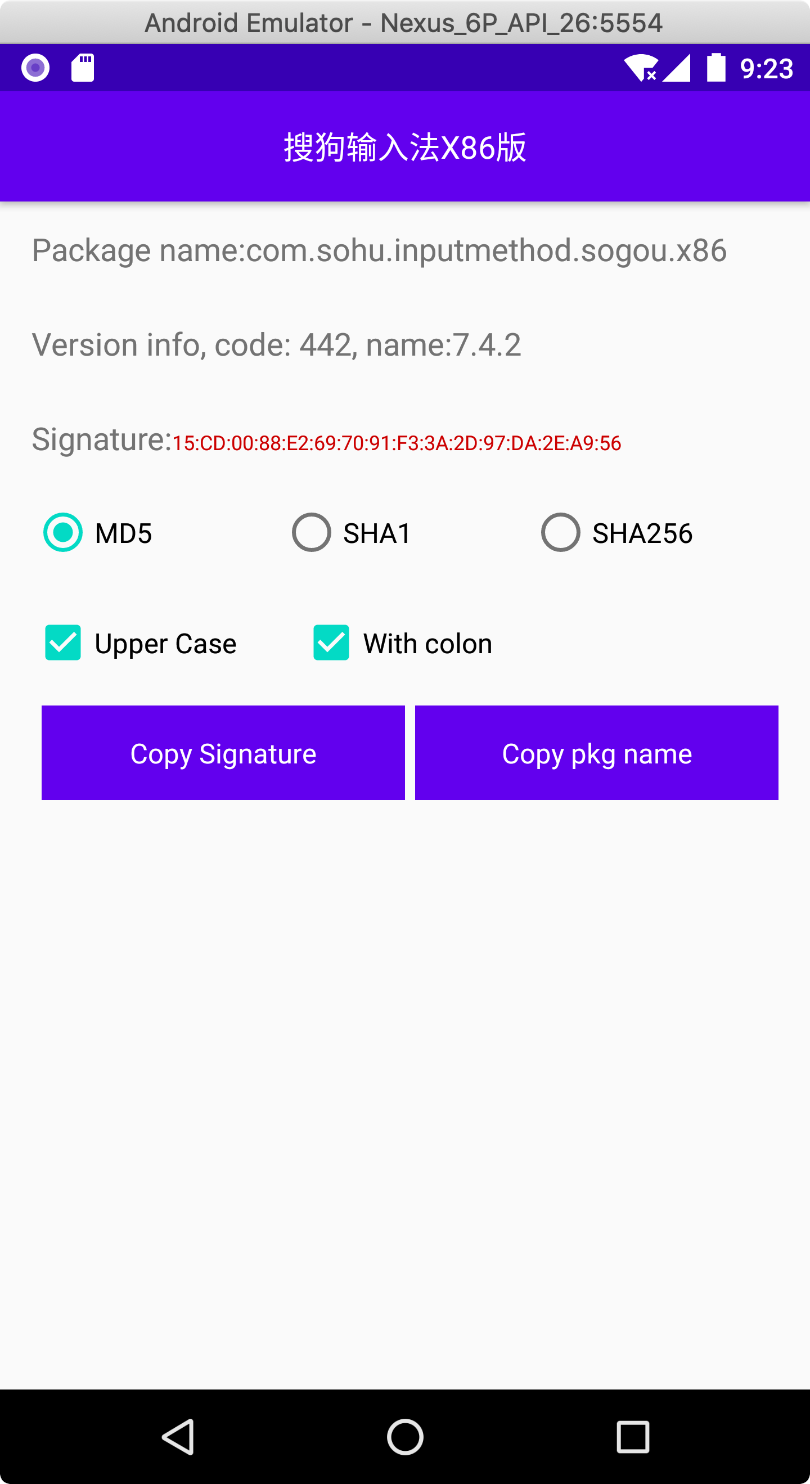 Android Emulator - Nexus_6P_API_26:5554
9:23
搜狗输入法X86版
Package name:com.sohu.inputmethod.sogou.x86
Version info, code: 442, name:7.4.2
Signature:15:CD:00:88:E2:69:70:91:F3:3A:2D:97:DA:2E:A9:56
MD5 SHA1 SHA256
Upper Case With colon
Copy Signature Copy pkg name